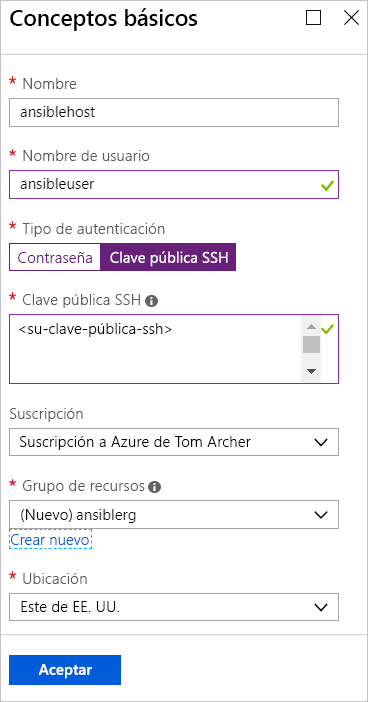 Conceptos básicos
* Nombre
ansiblehost
* Nombre de usuario
ansibleuser
* Tipo de autenticación
Contraseña Clave pública SSH
* Clave pública SSH
<su-clave-pública-ssh>
Suscripción
Suscripción a Azure de Tom Archer
* Grupo de recursos
(Nuevo) ansiblerg
Crear nuevo
* Ubicación
Este de EE. UU.
Aceptar